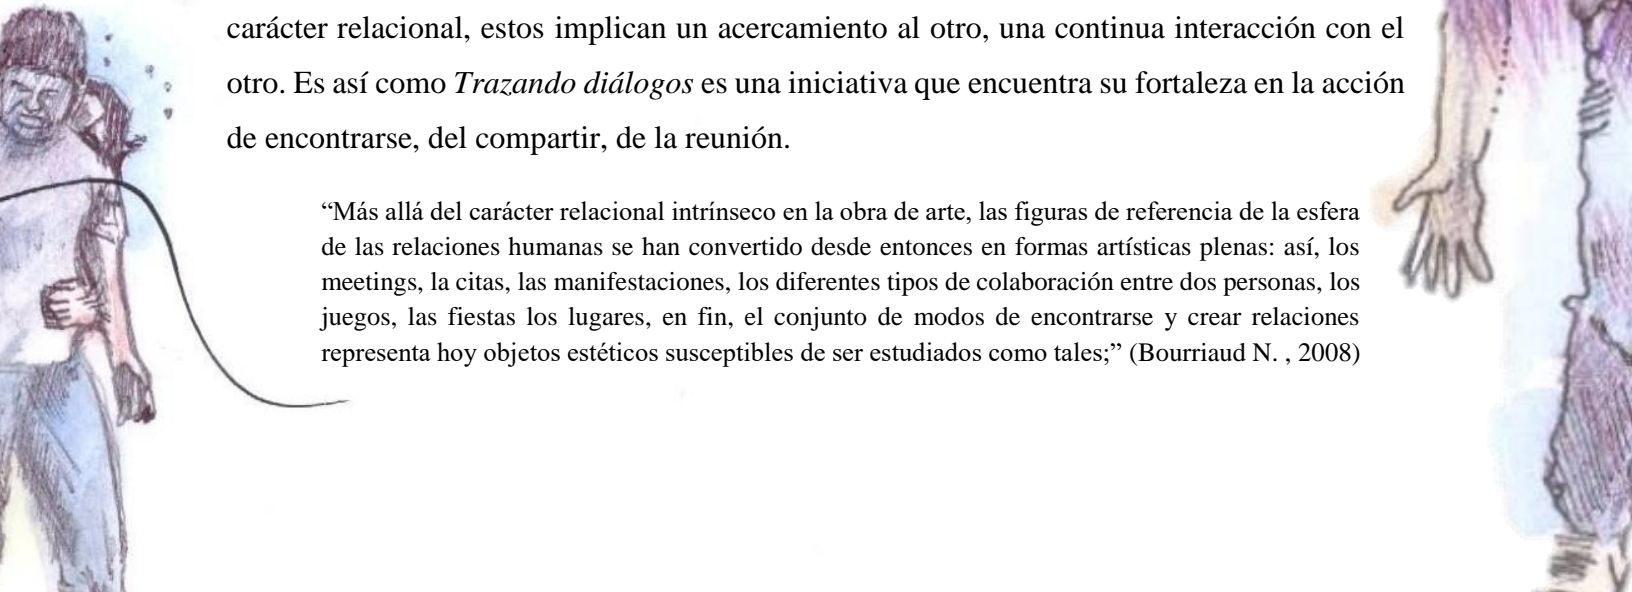 carácter relacional, estos implican un acercamiento al otro, una continua interacción con el
otro. Es así como Trazando diálogos es una iniciativa que encuentra su fortaleza en la acción
de encontrarse, del compartir, de la reunión.
“Más allá del carácter relacional intrínseco en la obra de arte, las figuras de referencia de la esfera
de las relaciones humanas se han convertido desde entonces en formas artísticas plenas: así, los
meetings, la citas, las manifestaciones, los diferentes tipos de colaboración entre dos personas, los
juegos, las fiestas los lugares, en fin, el conjunto de modos de encontrarse y crear relaciones
representa hoy objetos estéticos susceptibles de ser estudiados como tales;” (Bourriaud N. , 2008)